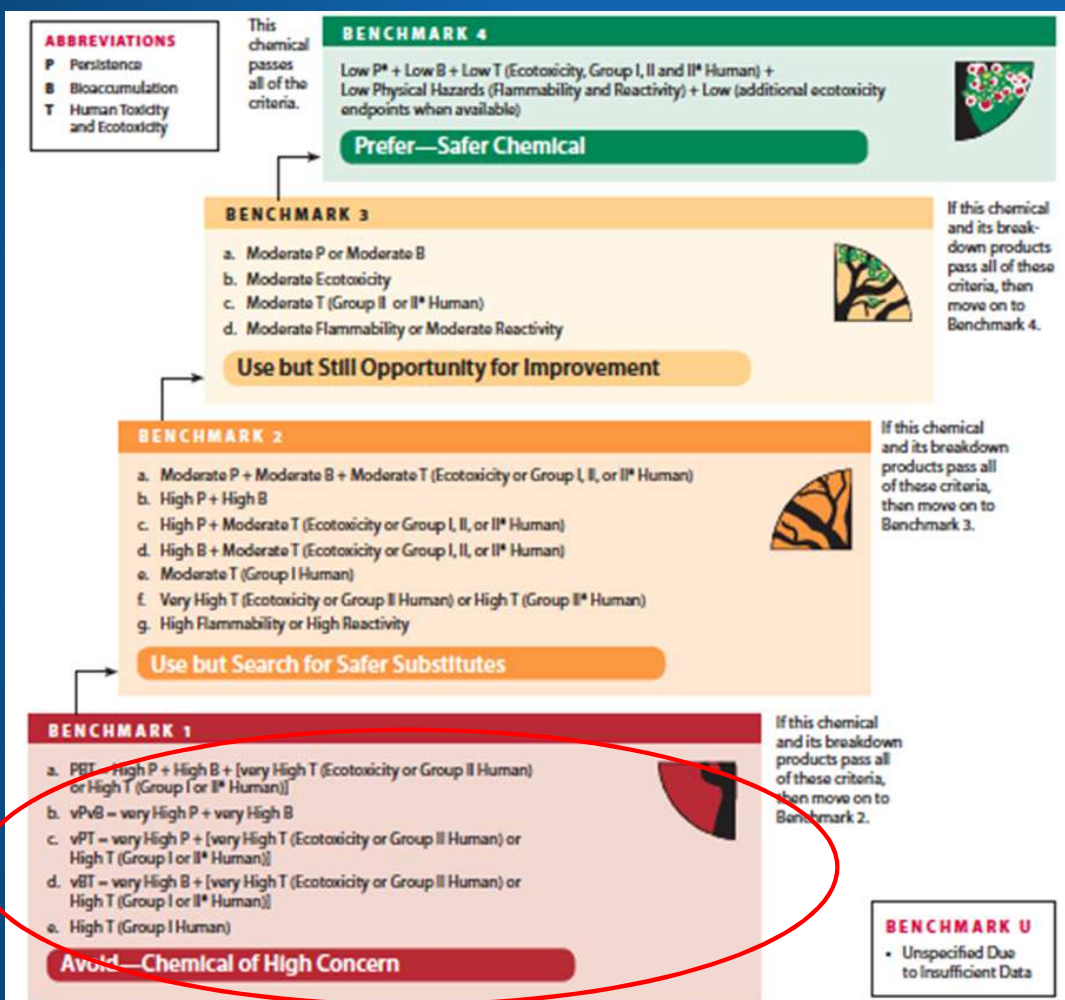 ABBREVIATIONS
P Persistence
B Bioaccumulation
T Human Toxicity
and Ecotoxicity
This
chemical
passes
all of the
criteria.
BENCHMARK 4
Low P* + Low B + Low T (Ecotoxicity, Group I, II and II* Human) +
Low Physical Hazards (Flammability and Reactivity) + Low (additional ecotoxicity
endpoints when available)
Prefer—Safer Chemical
BENCHMARK 3
a. Moderate P or Moderate B
b. Moderate Ecotoxicity
c. Moderate T (Group II or II* Human)
d. Moderate Flammability or Moderate Reactivity
Use but Still Opportunity for Improvement
If this chemical
and its break-
down products
pass all of these
criteria, then
move on to
Benchmark 4.
BENCHMARK 2
a. Moderate P + Moderate B + Moderate T (Ecotoxicity or Group I, II, or II* Human)
b. High P + High B
c. High P + Moderate T (Ecotoxicity or Group I, II, or II* Human)
d. High B + Moderate T (Ecotoxicity or Group I, II, or II* Human)
e. Moderate T (Group I Human)
f. Very High T (Ecotoxicity or Group II Human) or High T (Group II* Human)
g. High Flammability or High Reactivity
Use but Search for Safer Substitutes
If this chemical
and its breakdown
products pass all
of these criteria,
then move on to
Benchmark 3.
BENCHMARK 1
a. PBT = High P + High B + [very High T (Ecotoxicity or Group II Human)
or High T (Group I or II* Human)]
b. vPvB = very High P + very High B
c. vPT = very High P + [very High T (Ecotoxicity or Group II Human) or
High T (Group I or II* Human)]
d. vBT = very High B + [very High T (Ecotoxicity or Group II Human) or
High T (Group I or II* Human)]
e. High T (Group I Human)
Avoid—Chemical of High Concern
If this chemical
and its breakdown
products pass all
of these criteria,
then move on to
Benchmark 2.
BENCHMARK U
• Unspecified Due
to Insufficient Data